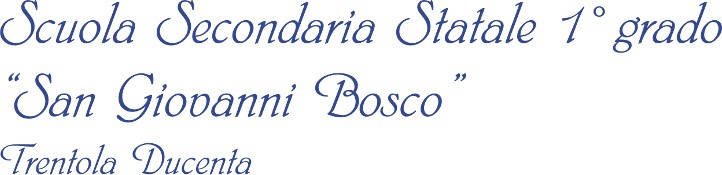 Scuola Secondaria Statale 1° grado
“San Giovanni Bosco”
Trentola Ducenta